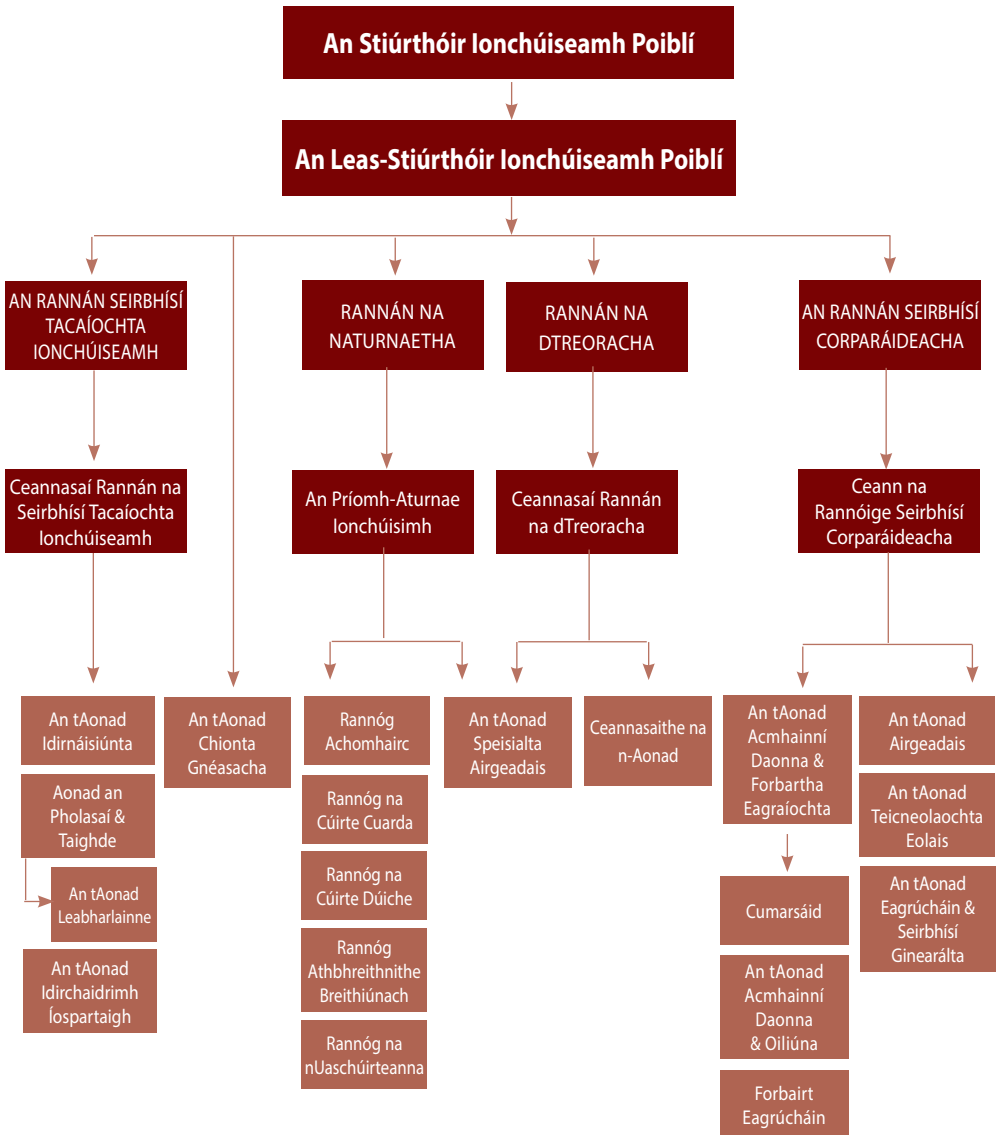 An Stiúrthóir Ionchúiseamh Poiblí
An Leas-Stiúrthóir Ionchúiseamh Poiblí
AN RANNÁN SEIRBHÍSÍ
TACAÍOCHTA
IONCHÚISEAMH
RANNÁN NA
NATURNAETHA
RANNÁN NA
DTREORACHA
AN RANNÁN SEIRBHÍSÍ
CORPARÁIDEACHA
Ceannasaí Rannán na
Seirbhísí Tacaíochta
Ionchúiseamh
An Príomh-Aturnae
Ionchúisimh
Ceannasaí Rannán
na dTreoracha
Ceann na
Rannóige Seirbhísí
Corparáideacha
An tAonad
Idirnáisiúnta
Aonad an
Pholasaí &
Taighde
An tAonad
Leabharlainne
An tAonad
Idirchaidrimh
Íospartaigh
An tAonad
Chionta
Gnéasacha
Rannóg
Achomhairc
Rannóg na
Cúirte Cuarda
Rannóg na
Cúirte Dúiche
Rannóg
Athbhreithnithe
Breithiúnach
Rannóg na
nUaschúirteanna
An tAonad
Speisialta
Airgeadais
Ceannasaithe na
n-Aonad
An tAonad
Acmhainní
Daonna &
Forbartha
Eagraíochta
Cumarsáid
An tAonad
Acmhainní
Daonna
& Oiliúna
Forbairt
Eagrúcháin
An tAonad
Airgeadais
An tAonad
Teicneolaochta
Eolais
An tAonad
Eagrúcháin &
Seirbhísí
Ginearálta